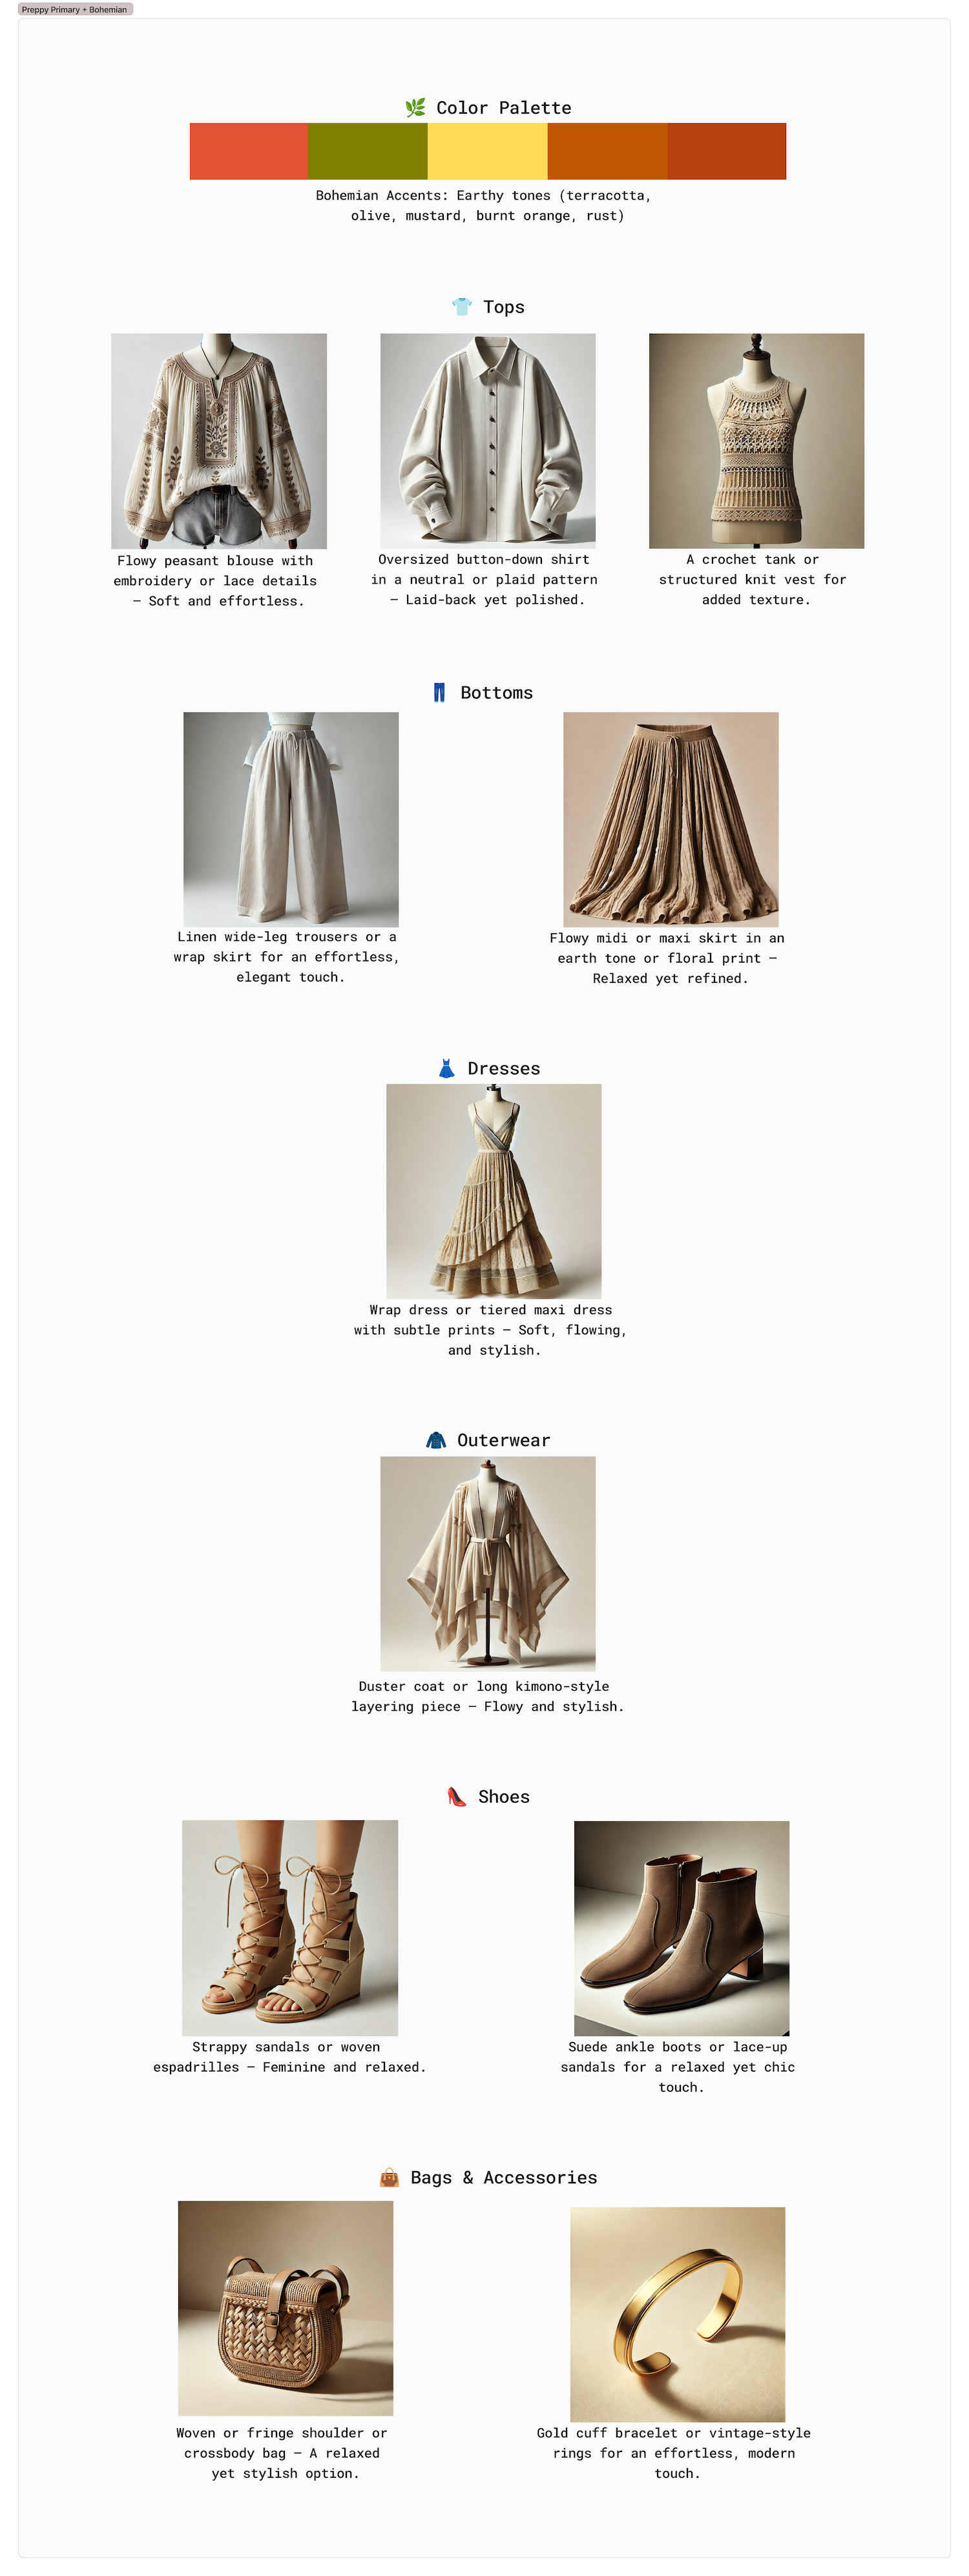 Preppy Primary + Bohemian
🌿 Color Palette
Bohemian Accents: Earthy tones (terracotta,
olive, mustard, burnt orange, rust)
👕 Tops
Flowy peasant blouse with
embroidery or lace details
– Soft and effortless.
Oversized button-down shirt
in a neutral or plaid pattern
– Laid-back yet polished.
A crochet tank or
structured knit vest for
added texture.
👖 Bottoms
Linen wide-leg trousers or a
wrap skirt for an effortless,
elegant touch.
Flowy midi or maxi skirt in an
earth tone or floral print –
Relaxed yet refined.
👗 Dresses
Wrap dress or tiered maxi dress
with subtle prints – Soft, flowing,
and stylish.
🧥 Outerwear
Duster coat or long kimono-style
layering piece – Flowy and stylish.
👠 Shoes
Strappy sandals or woven
espadrilles – Feminine and relaxed.
Suede ankle boots or lace-up
sandals for a relaxed yet chic
touch.
👜 Bags & Accessories
Woven or fringe shoulder or
crossbody bag – A relaxed
yet stylish option.
Gold cuff bracelet or vintage-style
rings for an effortless, modern
touch.